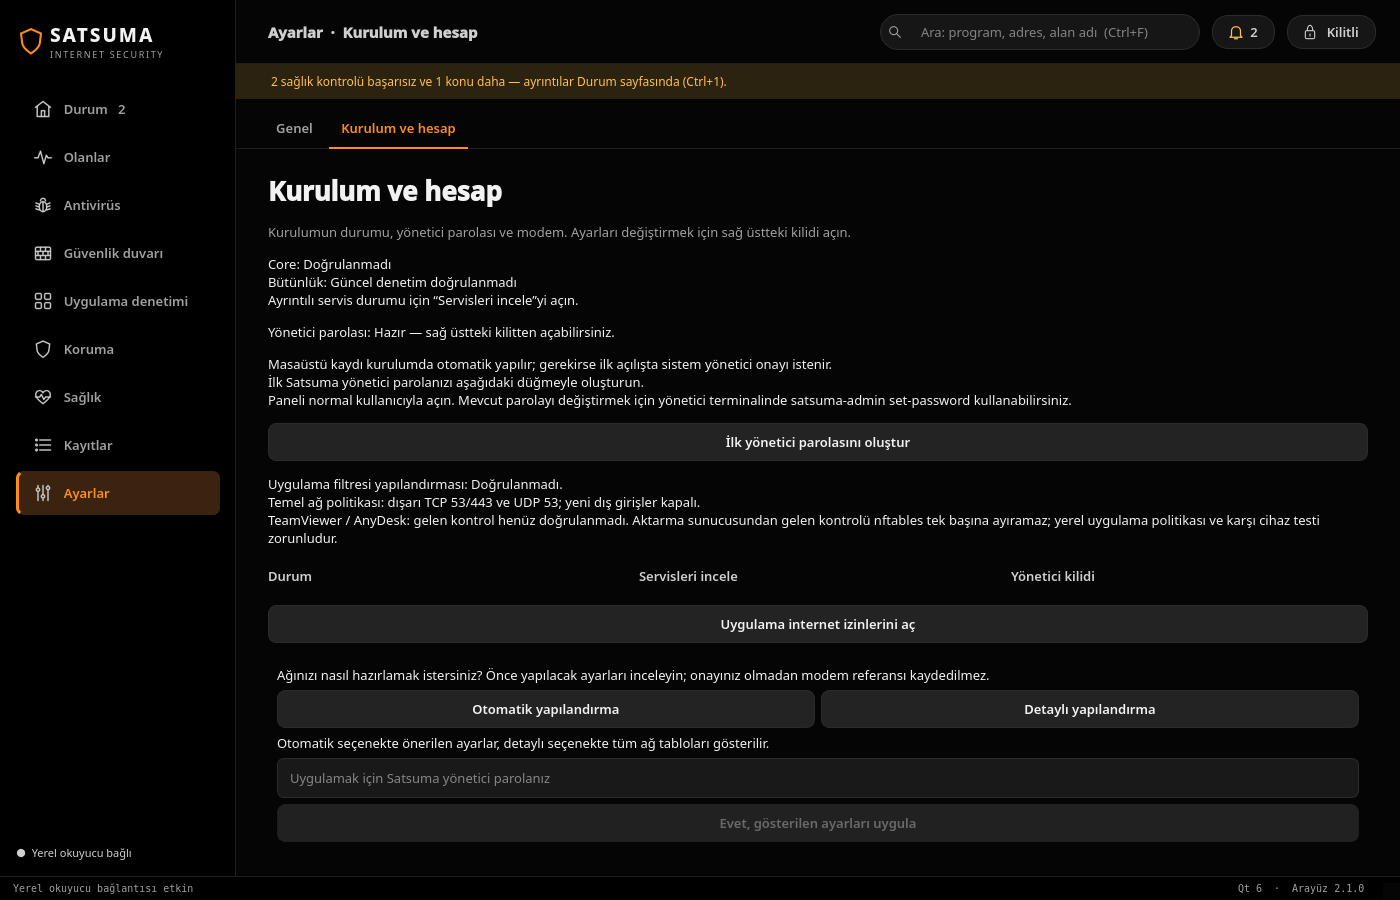 SATSUMA
INTERNET SECURITY
Durum 2
Olanlar
Antivirüs
Güvenlik duvarı
Uygulama denetimi
Koruma
Sağlık
Kayıtlar
Ayarlar
Yerel okuyucu bağlı
Ayarlar · Kurulum ve hesap
Ara: program, adres, alan adı (Ctrl+F)
2
Kilitli
2 sağlık kontrolü başarısız ve 1 konu daha — ayrıntılar Durum sayfasında (Ctrl+1).
Genel
Kurulum ve hesap
Kurulum ve hesap
Kurulumun durumu, yönetici parolası ve modem. Ayarları değiştirmek için sağ üstteki kilidi açın.
Core: Doğrulanmadı
Bütünlük: Güncel denetim doğrulanmadı
Ayrıntılı servis durumu için “Servisleri incele”yi açın.
Yönetici parolası: Hazır — sağ üstteki kilitten açabilirsiniz.
Masaüstü kaydı kurulumda otomatik yapılır; gerekirse ilk açılışta sistem yönetici onayı istenir.
İlk Satsuma yönetici parolanızı aşağıdaki düğmeyle oluşturun.
Paneli normal kullanıcıyla açın. Mevcut parolayı değiştirmek için yönetici terminalinde satsuma-admin set-password kullanabilirsiniz.
İlk yönetici parolasını oluştur
Uygulama filtresi yapılandırması: Doğrulanmadı.
Temel ağ politikası: dışarı TCP 53/443 ve UDP 53; yeni dış girişler kapalı.
TeamViewer / AnyDesk: gelen kontrol henüz doğrulanmadı. Aktarma sunucusundan gelen kontrolü nftables tek başına ayıramaz; yerel uygulama politikası ve karşı cihaz testi
zorunludur.
Durum
Servisleri incele
Yönetici kilidi
Uygulama internet izinlerini aç
Ağınızı nasıl hazırlamak istersiniz? Önce yapılacak ayarları inceleyin; onayınız olmadan modem referansı kaydedilmez.
Otomatik yapılandırma
Detaylı yapılandırma
Otomatik seçenekte önerilen ayarlar, detaylı seçenekte tüm ağ tabloları gösterilir.
Uygulamak için Satsuma yönetici parolanız
Evet, gösterilen ayarları uygula
Yerel okuyucu bağlantısı etkin
Qt 6 · Arayüz 2.1.0